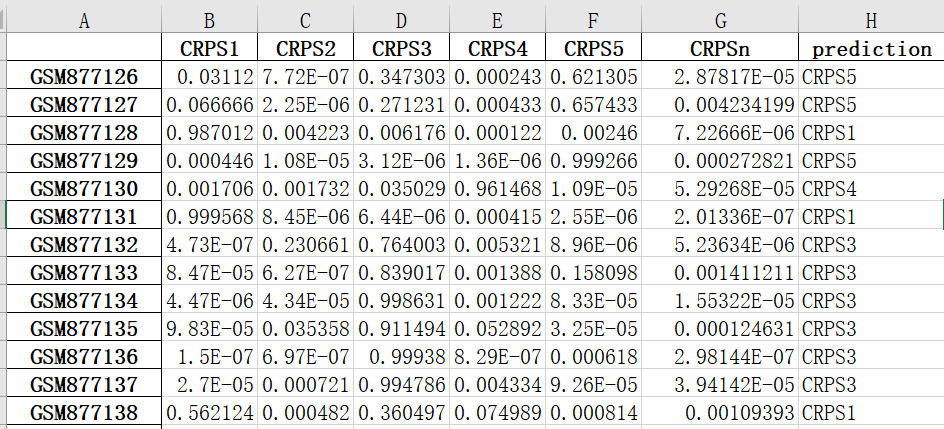 A B C D E F G H
CRPS1 CRPS2 CRPS3 CRPS4 CRPS5 CRPSn prediction
GSM877126 0.03112 7.72E-07 0.347303 0.000243 0.621305 2.87817E-05 CRPS5
GSM877127 0.066666 2.25E-06 0.271231 0.000433 0.657433 0.004234199 CRPS5
GSM877128 0.987012 0.004223 0.006176 0.000122 0.00246 7.22666E-06 CRPS1
GSM877129 0.000446 1.08E-05 3.12E-06 1.36E-06 0.999266 0.000272821 CRPS5
GSM877130 0.001706 0.001732 0.035029 0.961468 1.09E-05 5.29268E-05 CRPS4
GSM877131 0.999568 8.45E-06 6.44E-06 0.000415 2.55E-06 2.01336E-07 CRPS1
GSM877132 4.73E-07 0.230661 0.764003 0.005321 8.96E-06 5.23634E-06 CRPS3
GSM877133 8.47E-05 6.27E-07 0.839017 0.001388 0.158098 0.001411211 CRPS3
GSM877134 4.47E-06 4.34E-05 0.998631 0.001222 8.33E-05 1.55322E-05 CRPS3
GSM877135 9.83E-05 0.035358 0.911494 0.052892 3.25E-05 0.000124631 CRPS3
GSM877136 1.5E-07 6.97E-07 0.99938 8.29E-07 0.000618 2.98144E-07 CRPS3
GSM877137 2.7E-05 0.000721 0.994786 0.004334 9.26E-05 3.94142E-05 CRPS3
GSM877138 0.562124 0.000482 0.360497 0.074989 0.000814 0.00109393 CRPS1